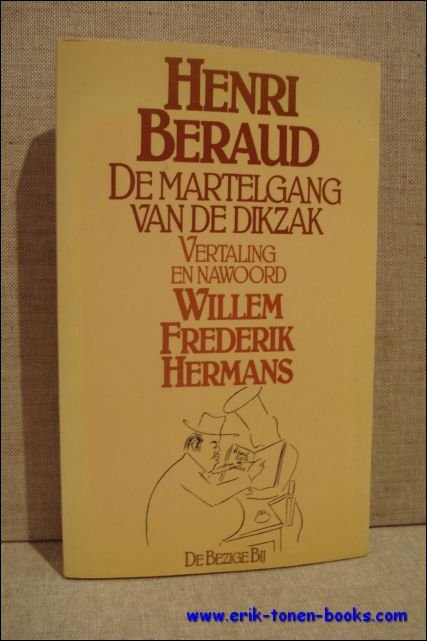 HENRI
BERAUD
DE MARTELGANG
VAN DE DIKZAK
VERTALING
EN NAWOORD
WILLEM
FREDERIK
HERMANS
DE BEZIGE BIJ
www.erik-tonen-books.com